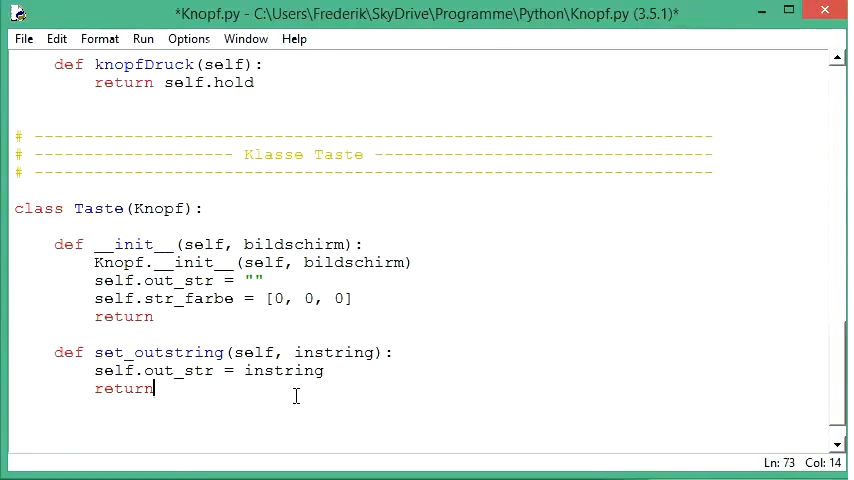 *Knopf.py - C:\Users\Frederik\SkyDrive\Programme\Python\Knopf.py (3.5.1)*
File Edit Format Run Options Window Help
def knopfDruck(self):
return self.hold
# --------------------------------------------------------------------
# -------------------- Klasse Taste ----------------------------------
# --------------------------------------------------------------------
class Taste(Knopf):
def __init__(self, bildschirm):
Knopf.__init__(self, bildschirm)
self.out_str = ""
self.str_farbe = [0, 0, 0]
return
def set_outstring(self, instring):
self.out_str = instring
return
Ln: 73 Col: 14